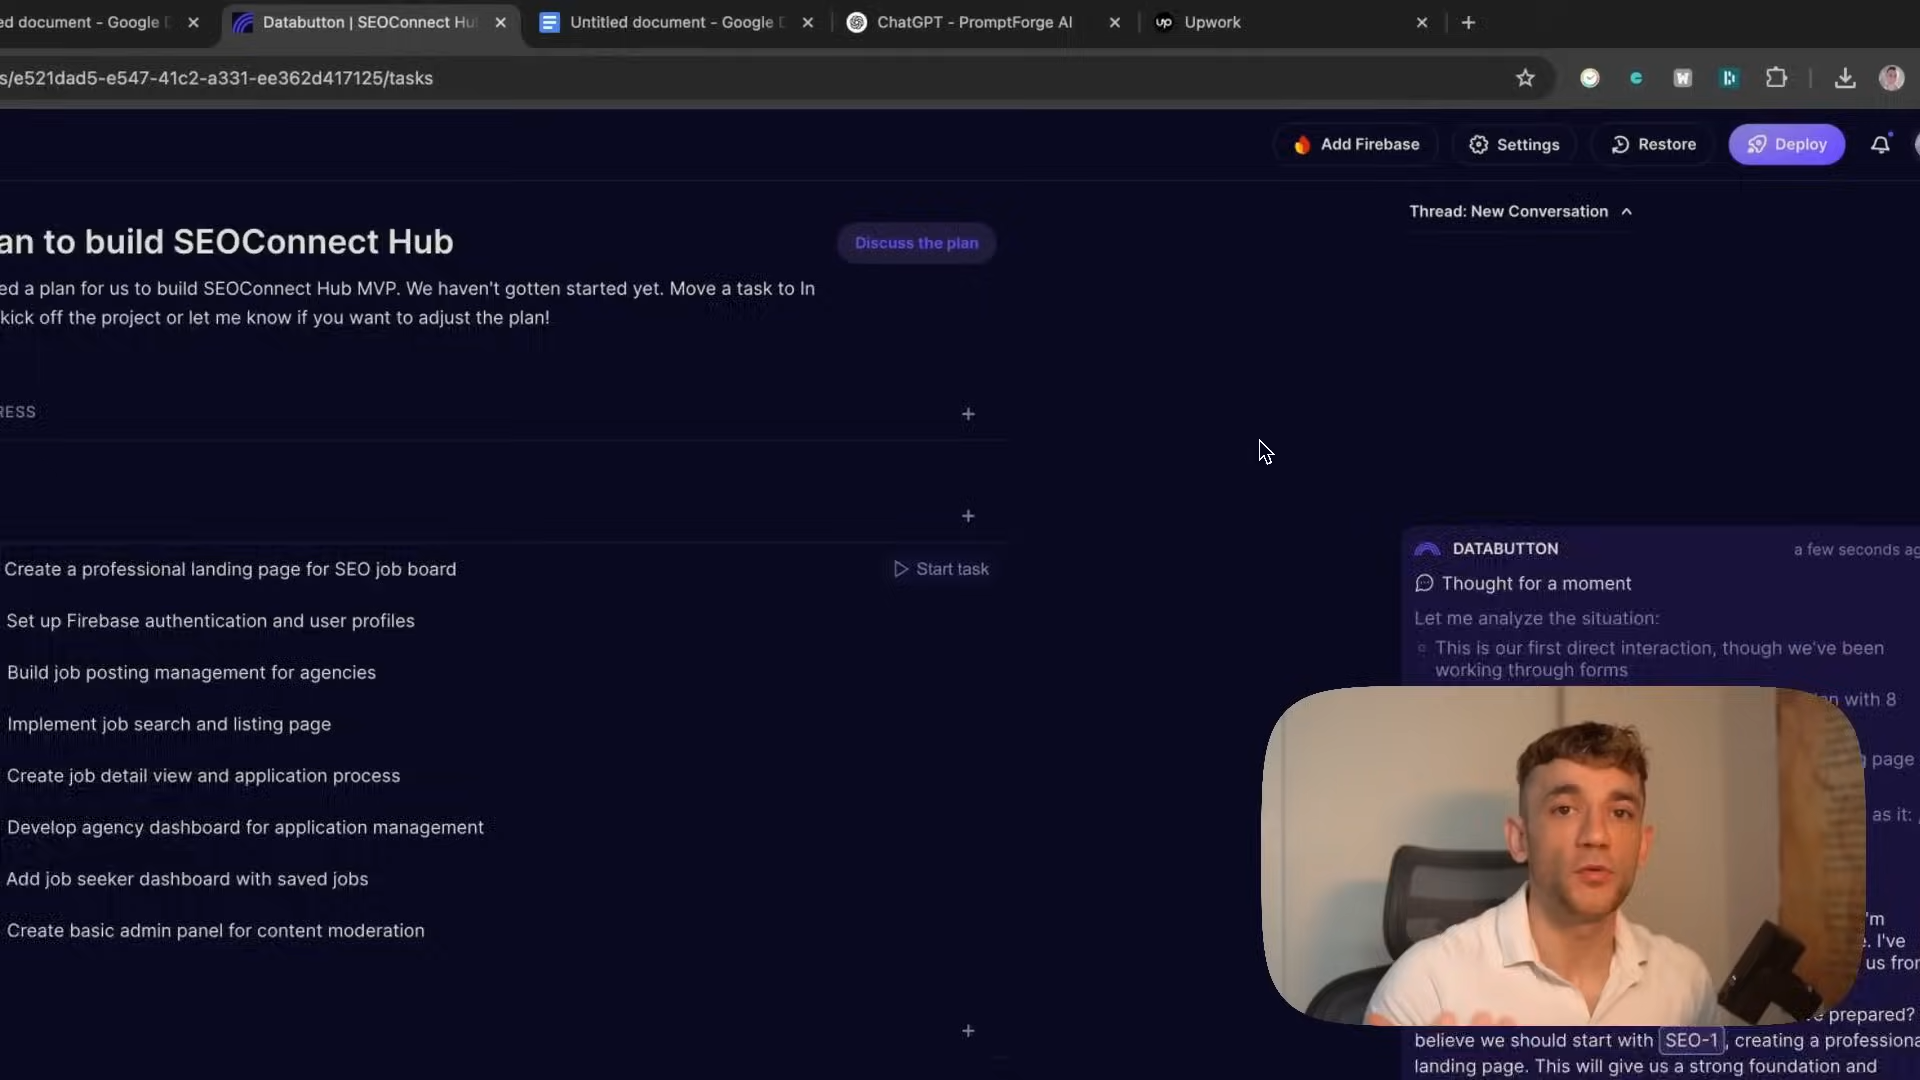 ed document - Google D
Databutton | SEOConnect Hu
Untitled document - Google D
ChatGPT - PromptForge AI
Upwork
s/e521dad5-e547-41c2-a331-ee362d417125/tasks
Add Firebase
Settings
Restore
Deploy
an to build SEOConnect Hub
Discuss the plan
ed a plan for us to build SEOConnect Hub MVP. We haven't gotten started yet. Move a task to In
kick off the project or let me know if you want to adjust the plan!
RESS
Create a professional landing page for SEO job board
Start task
Set up Firebase authentication and user profiles
Build job posting management for agencies
Implement job search and listing page
Create job detail view and application process
Develop agency dashboard for application management
Add job seeker dashboard with saved jobs
Create basic admin panel for content moderation
Thread: New Conversation
DATABUTTON
a few seconds ag
Thought for a moment
Let me analyze the situation:
This is our first direct interaction, though we've been
working through forms
an with 8
page
as it:
'm
I've
us from
prepared?
believe we should start with SEO-1, creating a professiona
landing page. This will give us a strong foundation and